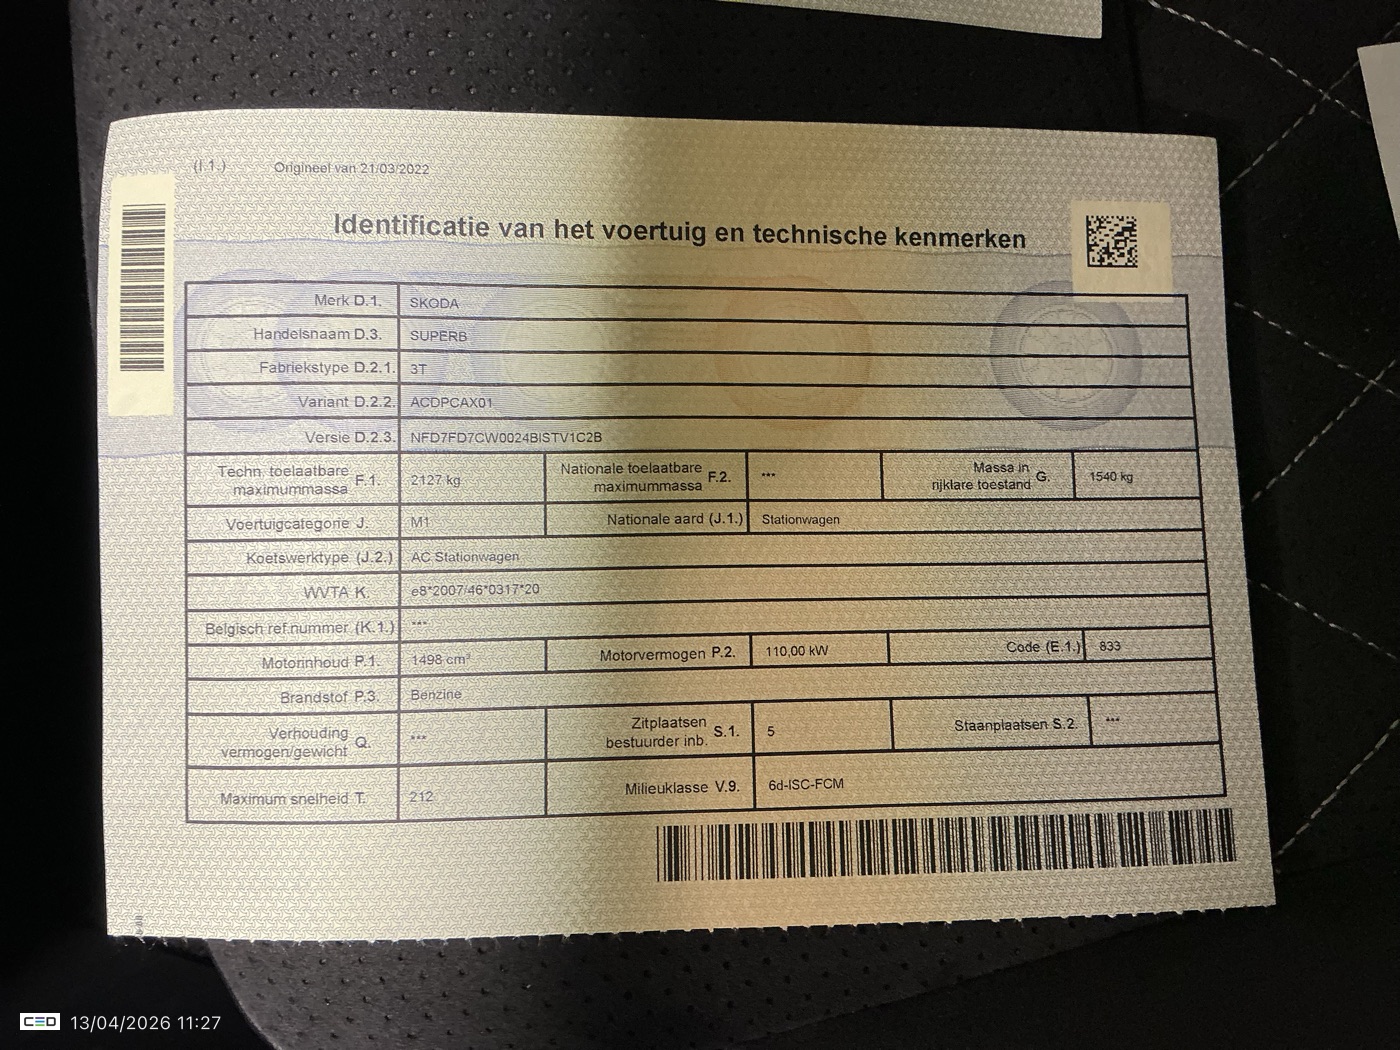 (I.1.) Origineel van 21/03/2022
Identificatie van het voertuig en technische kenmerken
Merk D.1. SKODA
Handelsnaam D.3. SUPERB
Fabriekstype D.2.1. 3T
Variant D.2.2. ACDPCAX01
Versie D.2.3. NFD7FD7CW0024BISTV1C2B
Techn. toelaatbare maximummassa F.1. 2127 kg Nationale toelaatbare maximummassa F.2. *** Massa in rijklare toestand G. 1540 kg
Voertuigcategorie J. M1 Nationale aard (J.1.) Stationwagen
Koetswerktype (J.2.) AC Stationwagen
WVTA K. e8*2007/46*0317*20
Belgisch ref.nummer (K.1.) ***
Motorinhoud P.1. 1498 cm³ Motorvermogen P.2. 110,00 kW Code (E.1.) 833
Brandstof P.3. Benzine
Verhouding vermogen/gewicht Q. *** Zitplaatsen bestuurder inb. S.1. 5 Staanplaatsen S.2. ***
Maximum snelheid T. 212 Milieuklasse V.9. 6d-ISC-FCM
CED 13/04/2026 11:27